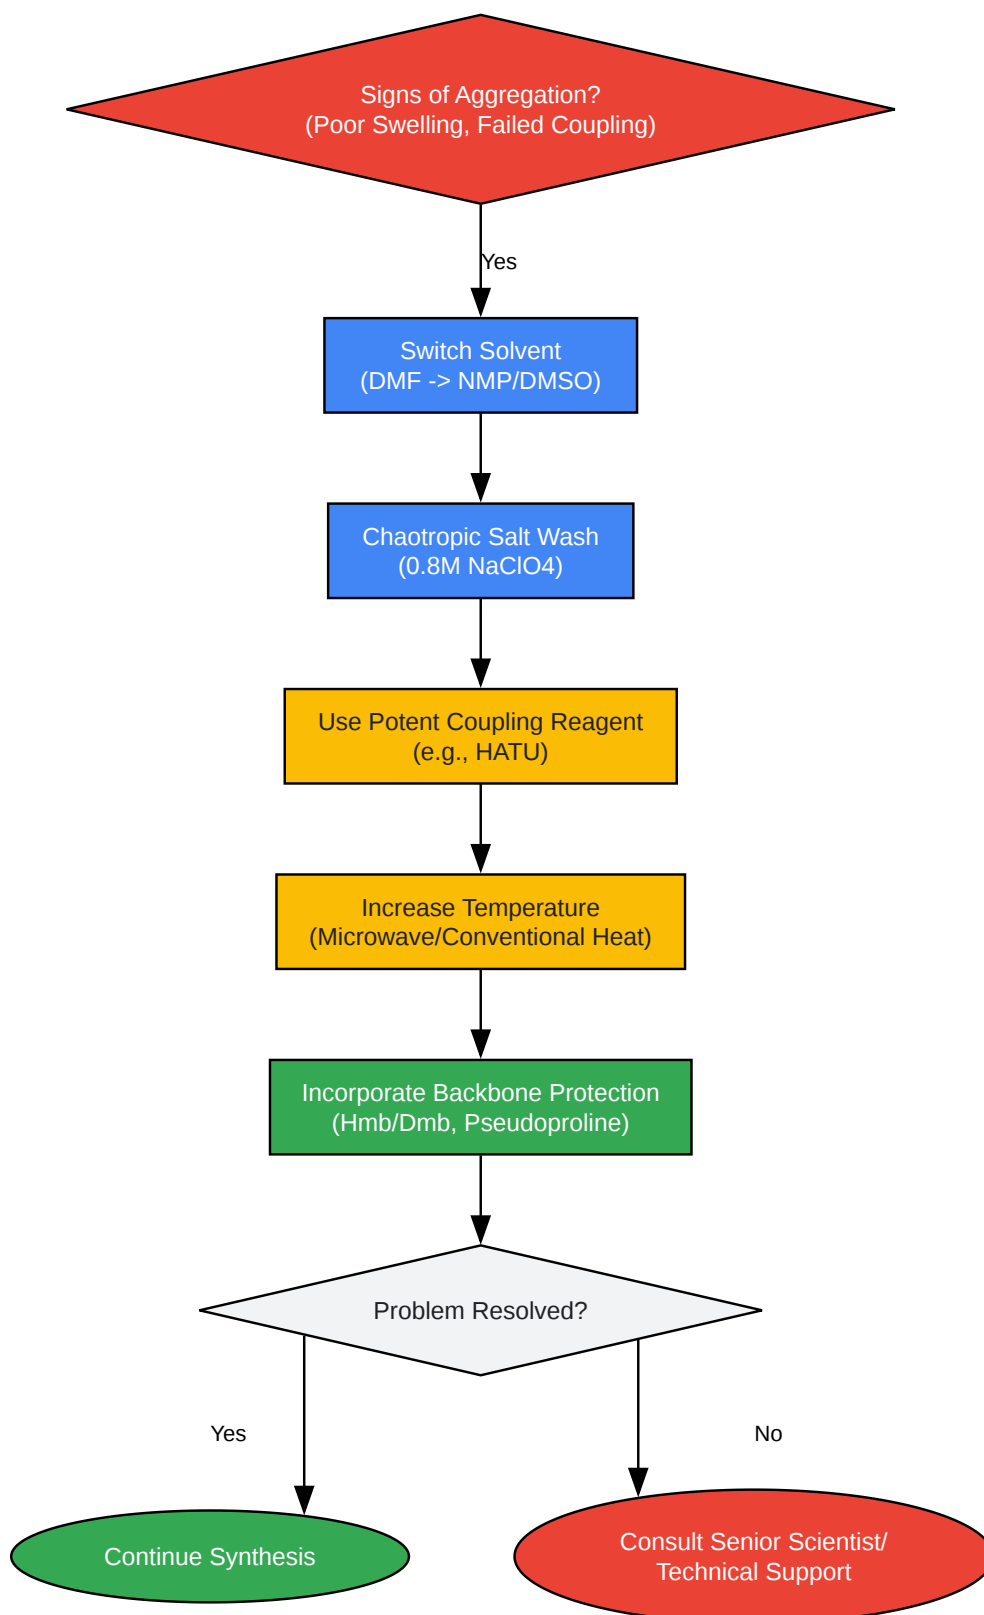 Signs of Aggregation?
(Poor Swelling, Failed Coupling)
Yes
Switch Solvent
(DMF -> NMP/DMSO)
Chaotropic Salt Wash
(0.8M NaClO4)
Use Potent Coupling Reagent
(e.g., HATU)
Increase Temperature
(Microwave/Conventional Heat)
Incorporate Backbone Protection
(Hmb/Dmb, Pseudoproline)
Problem Resolved?
Yes
No
Continue Synthesis
Consult Senior Scientist/
Technical Support